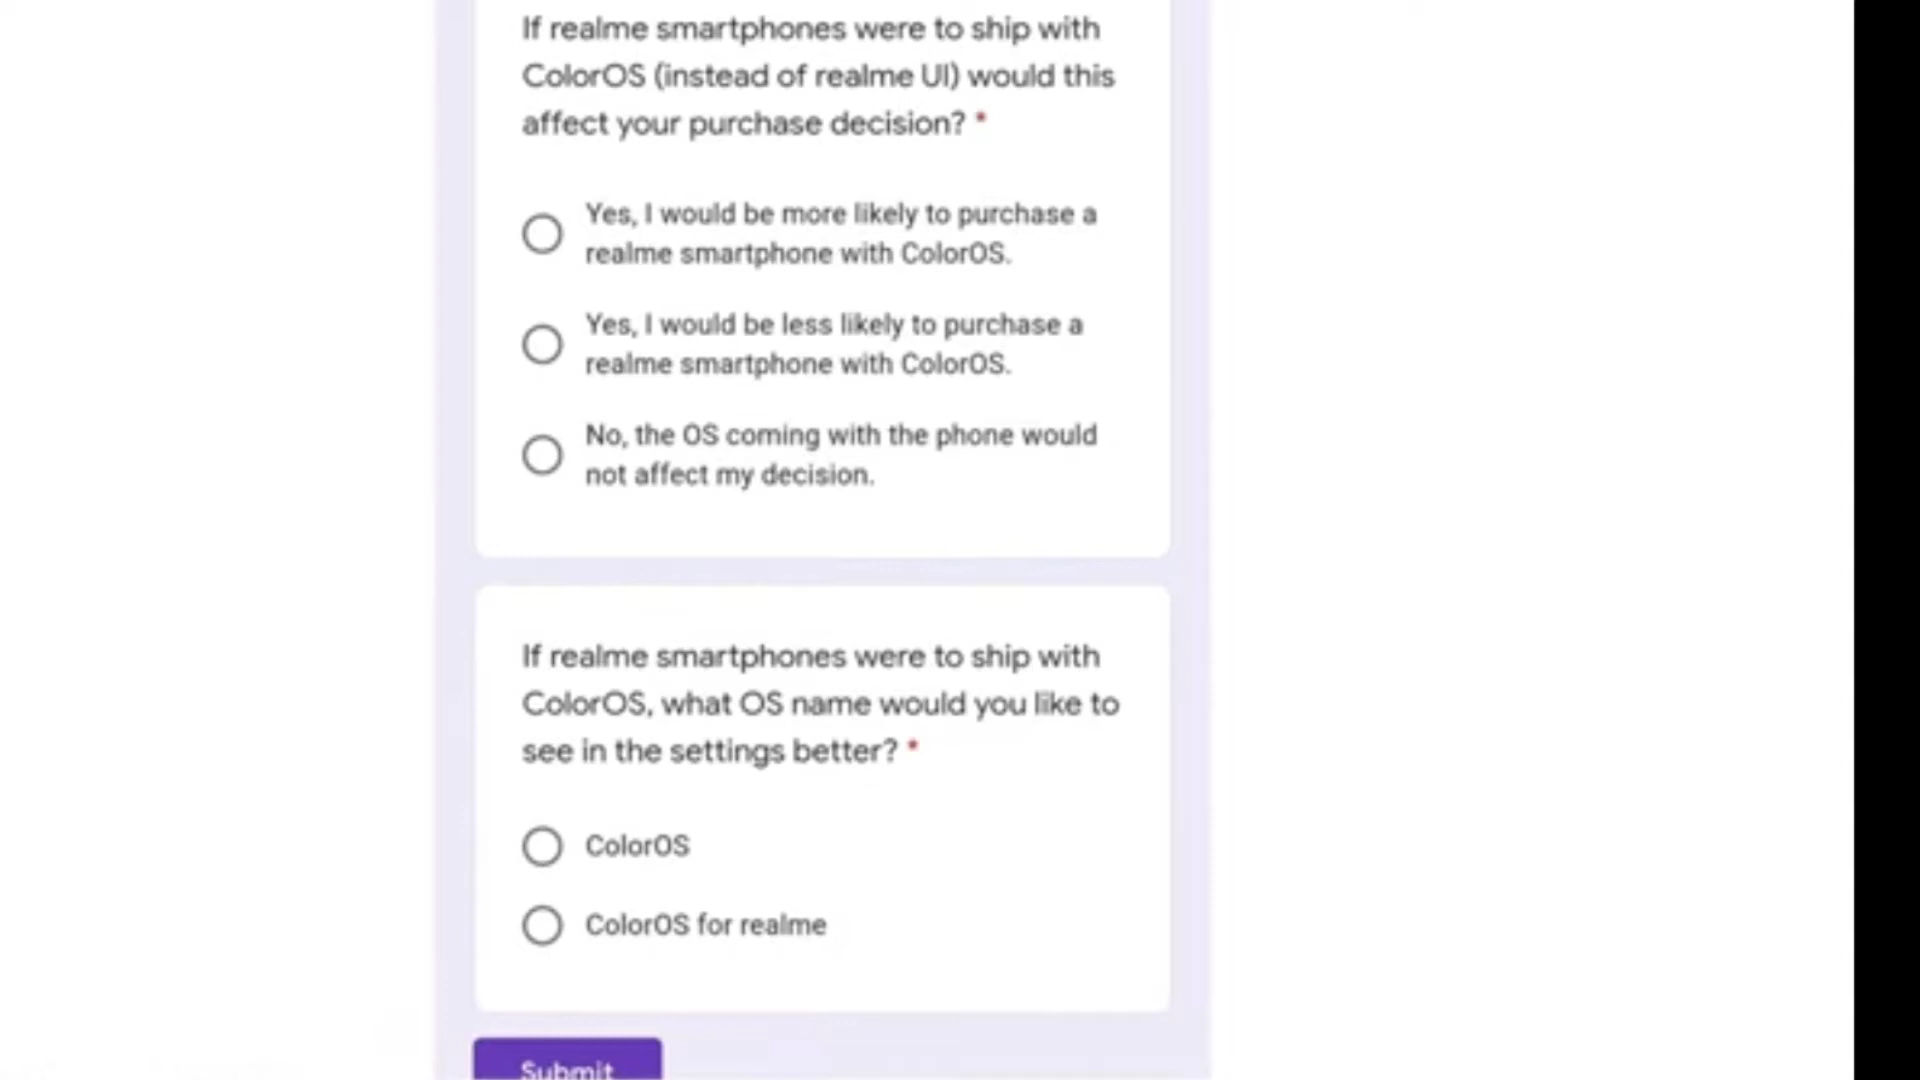 If realme smartphones were to ship with
ColorOS (instead of realme UI) would this
affect your purchase decision? *
Yes, I would be more likely to purchase a
realme smartphone with ColorOS.
Yes, I would be less likely to purchase a
realme smartphone with ColorOS.
No, the OS coming with the phone would
not affect my decision.
If realme smartphones were to ship with
ColorOS, what OS name would you like to
see in the settings better? *
ColorOS
ColorOS for realme
Submit